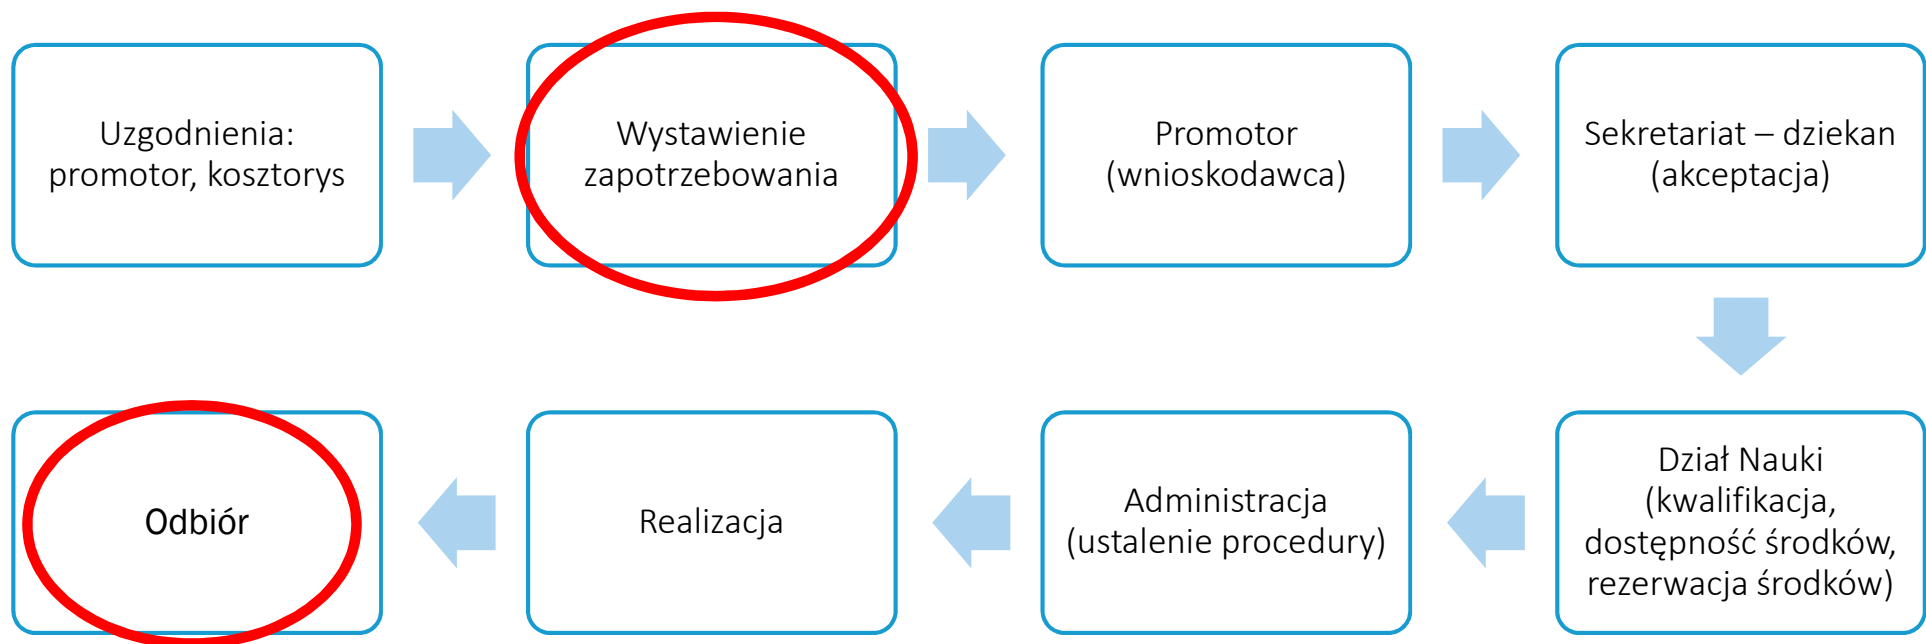 Uzgodnienia:
promotor, kosztorys
Wystawienie
zapotrzebowania
Promotor
(wnioskodawca)
Sekretariat – dziekan
(akceptacja)
Dział Nauki
(kwalifikacja,
dostępność środków,
rezerwacja środków)
Administracja
(ustalenie procedury)
Realizacja
Odbiór